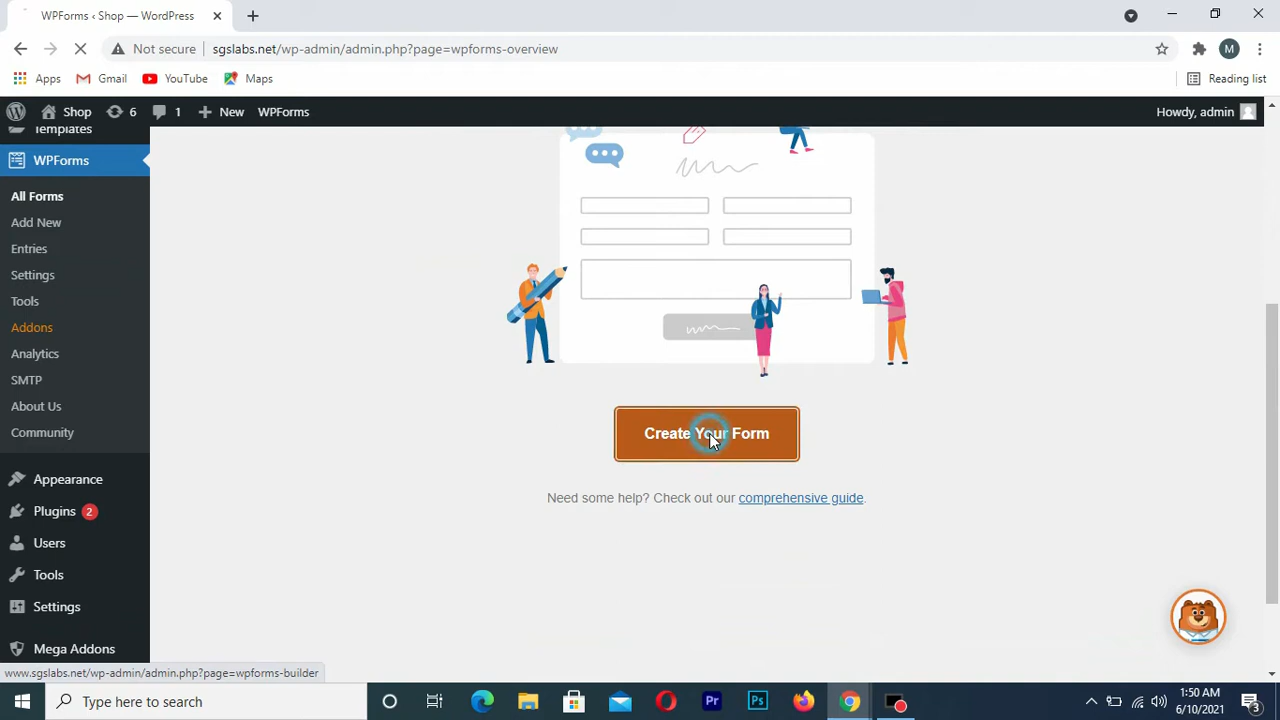 WPForms ‹ Shop — WordPress
Not secure
sgslabs.net/wp-admin/admin.php?page=wpforms-overview
M
Apps
Gmail
YouTube
Maps
Reading list
Shop
6
1
New
WPForms
Howdy, admin
Templates
WPForms
All Forms
Add New
Entries
Settings
Tools
Addons
Analytics
SMTP
About Us
Community
Appearance
Plugins 2
Users
Tools
Settings
Mega Addons
Create Your Form
Need some help? Check out our comprehensive guide.
www.sgslabs.net/wp-admin/admin.php?page=wpforms-builder
Type here to search
Pr
Ps
1:50 AM
6/10/2021
3